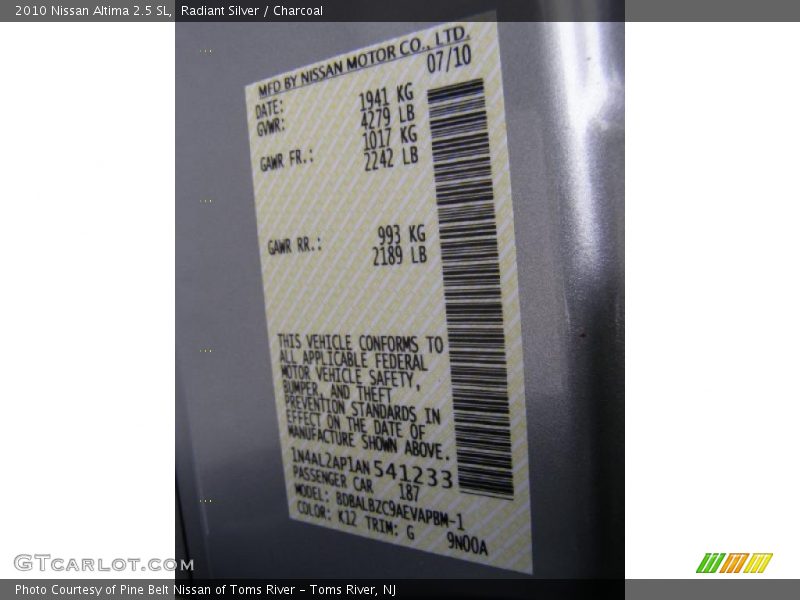 2010 Nissan Altima 2.5 SL,  Radiant Silver / Charcoal
MFD BY NISSAN MOTOR CO., LTD.
DATE: 07/10
GVWR: 1941 KG
4279 LB
GAWR FR.: 1017 KG
2242 LB
GAWR RR.: 993 KG
2189 LB
THIS VEHICLE CONFORMS TO
ALL APPLICABLE FEDERAL
MOTOR VEHICLE SAFETY,
BUMPER, AND THEFT
PREVENTION STANDARDS IN
EFFECT ON THE DATE OF
MANUFACTURE SHOWN ABOVE.
1N4AL2AP1AN541233
PASSENGER CAR 187
MODEL: BDBALBZC9AEVAPBM-1
COLOR: K12 TRIM: G 9N00A
GTCarLot.com
Photo Courtesy of Pine Belt Nissan of Toms River – Toms River, NJ